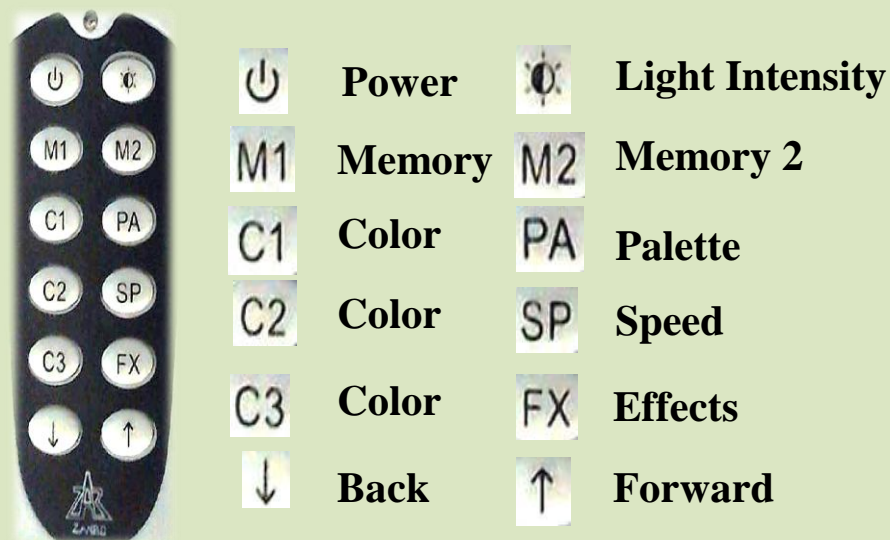 M1 M2
C1 PA
C2 SP
C3 FX
↓ ↑
Power Light Intensity
M1 Memory M2 Memory 2
C1 Color PA Palette
C2 Color SP Speed
C3 Color FX Effects
↓ Back ↑ Forward